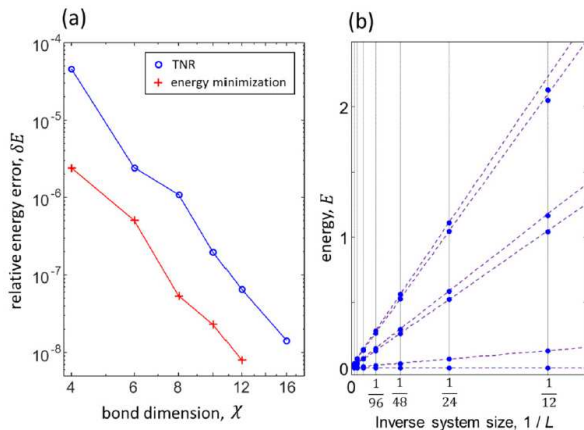 (a)
10⁻⁴
10⁻⁵
10⁻⁶
10⁻⁷
10⁻⁸
relative energy error, δE
TNR
energy minimization
4 6 8 10 12 16
bond dimension, χ
(b)
2
1
0
energy, E
0 1/96 1/48 1/24 1/12
Inverse system size, 1 / L